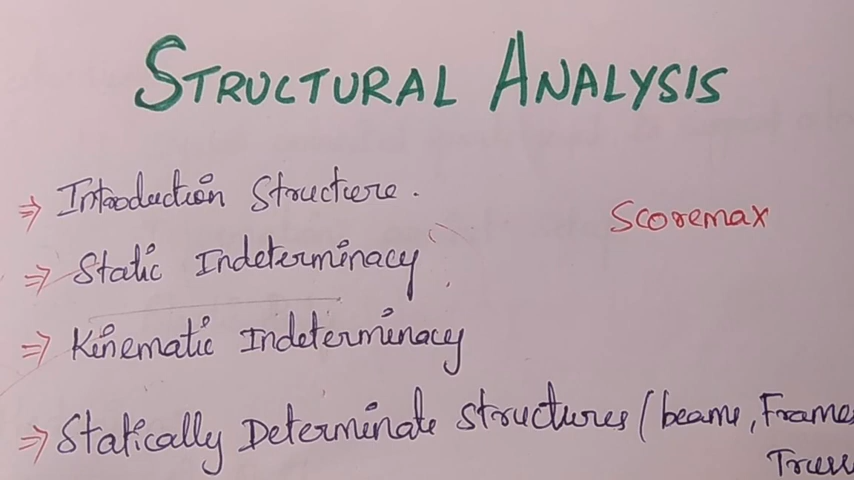 STRUCTURAL ANALYSIS
⇒ Introduction Structure.
Scoremax
⇒ Static Indeterminacy
⇒ Kinematic Indeterminacy
⇒ Statically Determinate Structures (beams, Frames
Truss